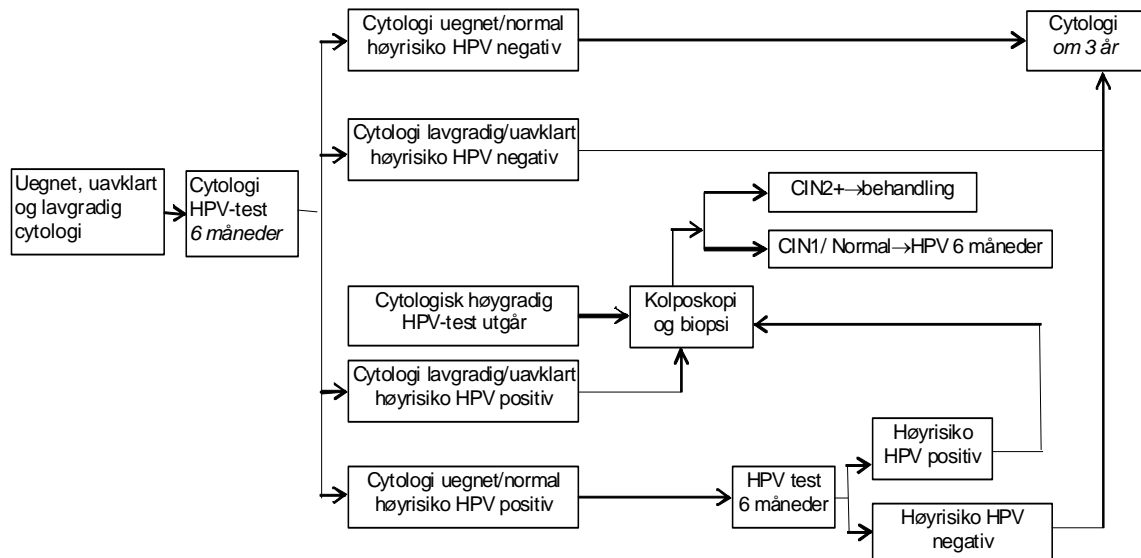 Cytologi uegnet/normal
høyrisiko HPV negativ
Cytologi
om 3 år
Cytologi lavgradig/uavklart
høyrisiko HPV negativ
Uegnet, uavklart
og lavgradig
cytologi
Cytologi
HPV-test
6 måneder
CIN2+→behandling
CIN1/ Normal→HPV 6 måneder
Cytologisk høygradig
HPV-test utgår
Kolposkopi
og biopsi
Cytologi lavgradig/uavklart
høyrisiko HPV positiv
Høyrisiko
HPV positiv
Cytologi uegnet/normal
høyrisiko HPV positiv
HPV test
6 måneder
Høyrisiko HPV
negativ